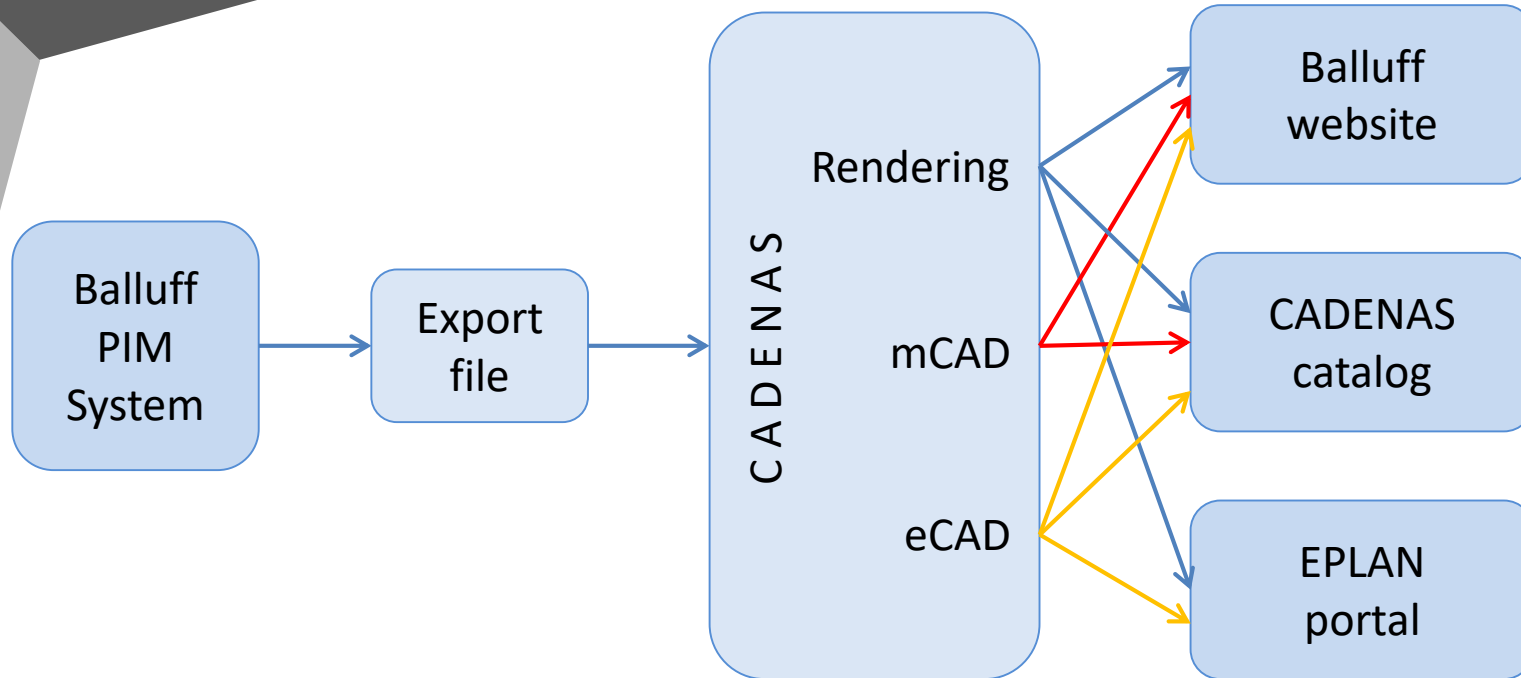 Balluff
PIM
System
Export
file
CADENAS
Rendering
mCAD
eCAD
Balluff
website
CADENAS
catalog
EPLAN
portal